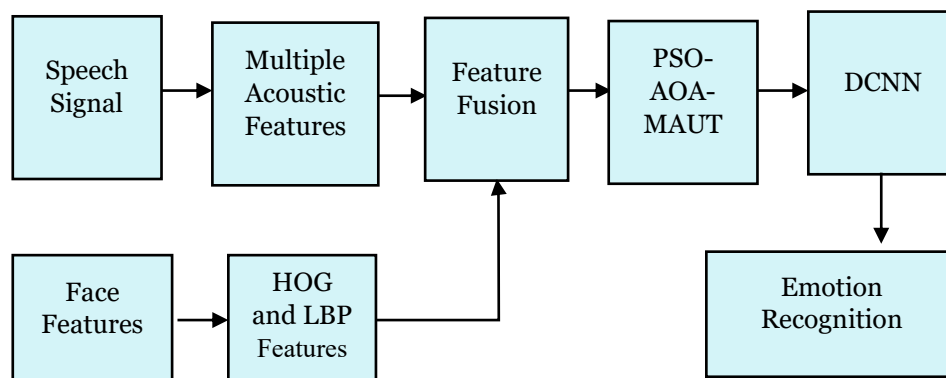 Speech
Signal
Multiple
Acoustic
Features
Feature
Fusion
PSO-
AOA-
MAUT
DCNN
Face
Features
HOG
and LBP
Features
Emotion
Recognition